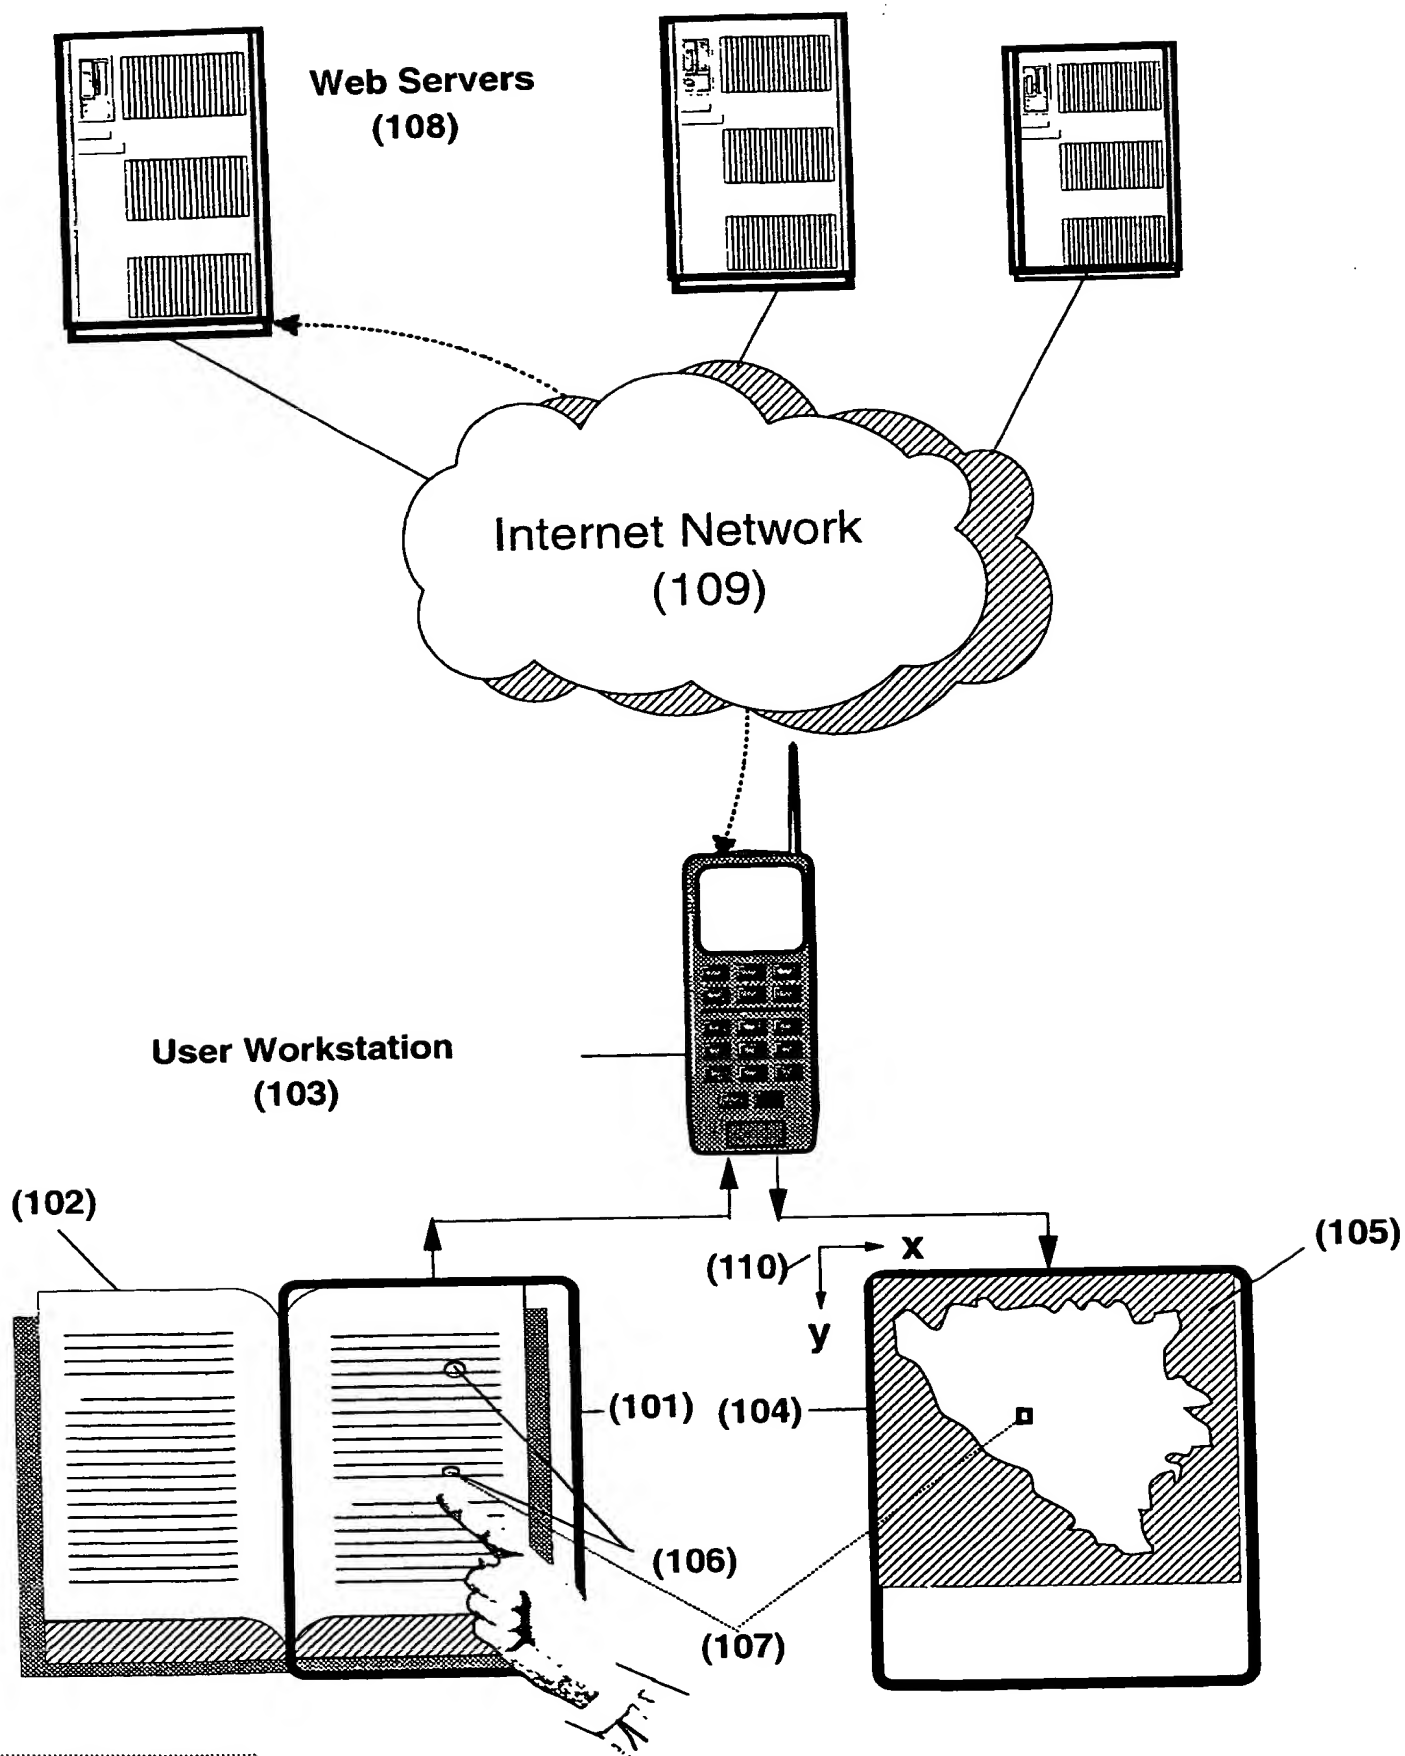 Web Servers
(108)
Internet Network
(109)
User Workstation
(103)
(102)
(105)
(110)
x
y
(101)
(104)
(106)
(107)